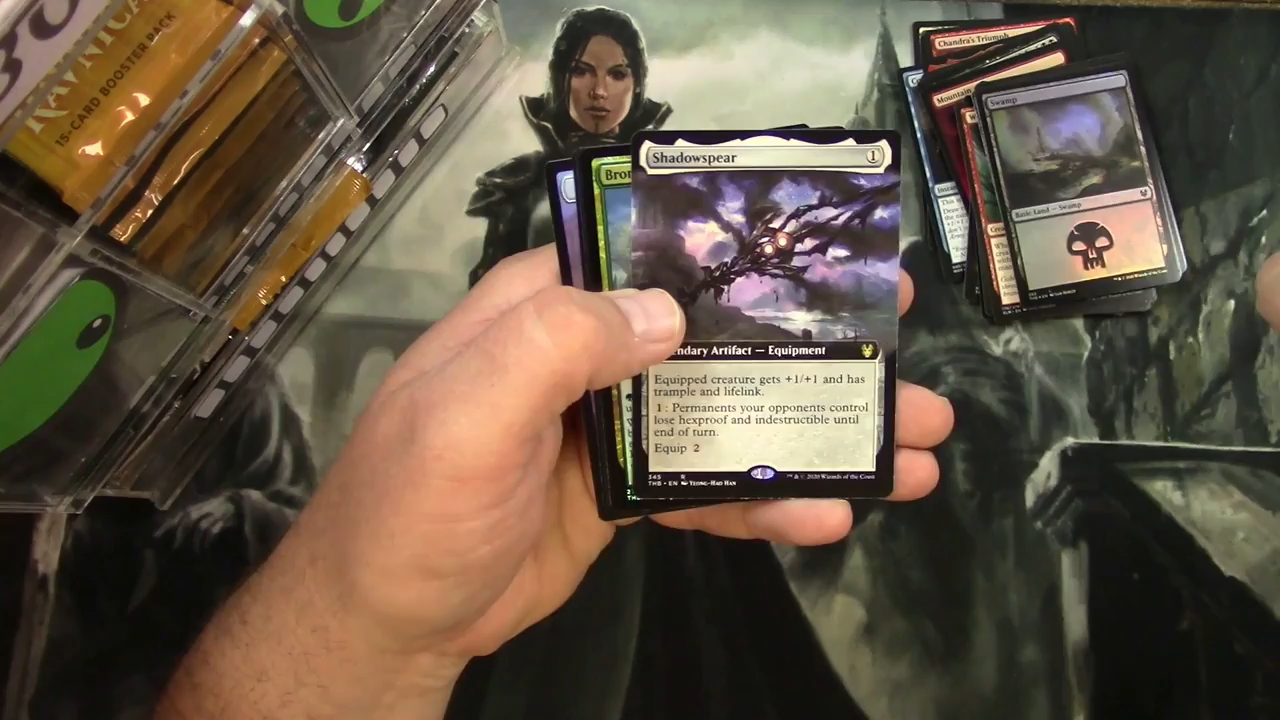 RAVNICA
15-CARD BOOSTER PACK
Chandra's Triumph
Mountain
Swamp
Basic Land — Swamp
Shadowspear
1
Legendary Artifact — Equipment
Equipped creature gets +1/+1 and has
trample and lifelink.
1 : Permanents your opponents control
lose hexproof and indestructible until
end of turn.
Equip 2
345 R
THB • EN YEONG-HAO HAN
™ & © 2020 Wizards of the Coast
Bron